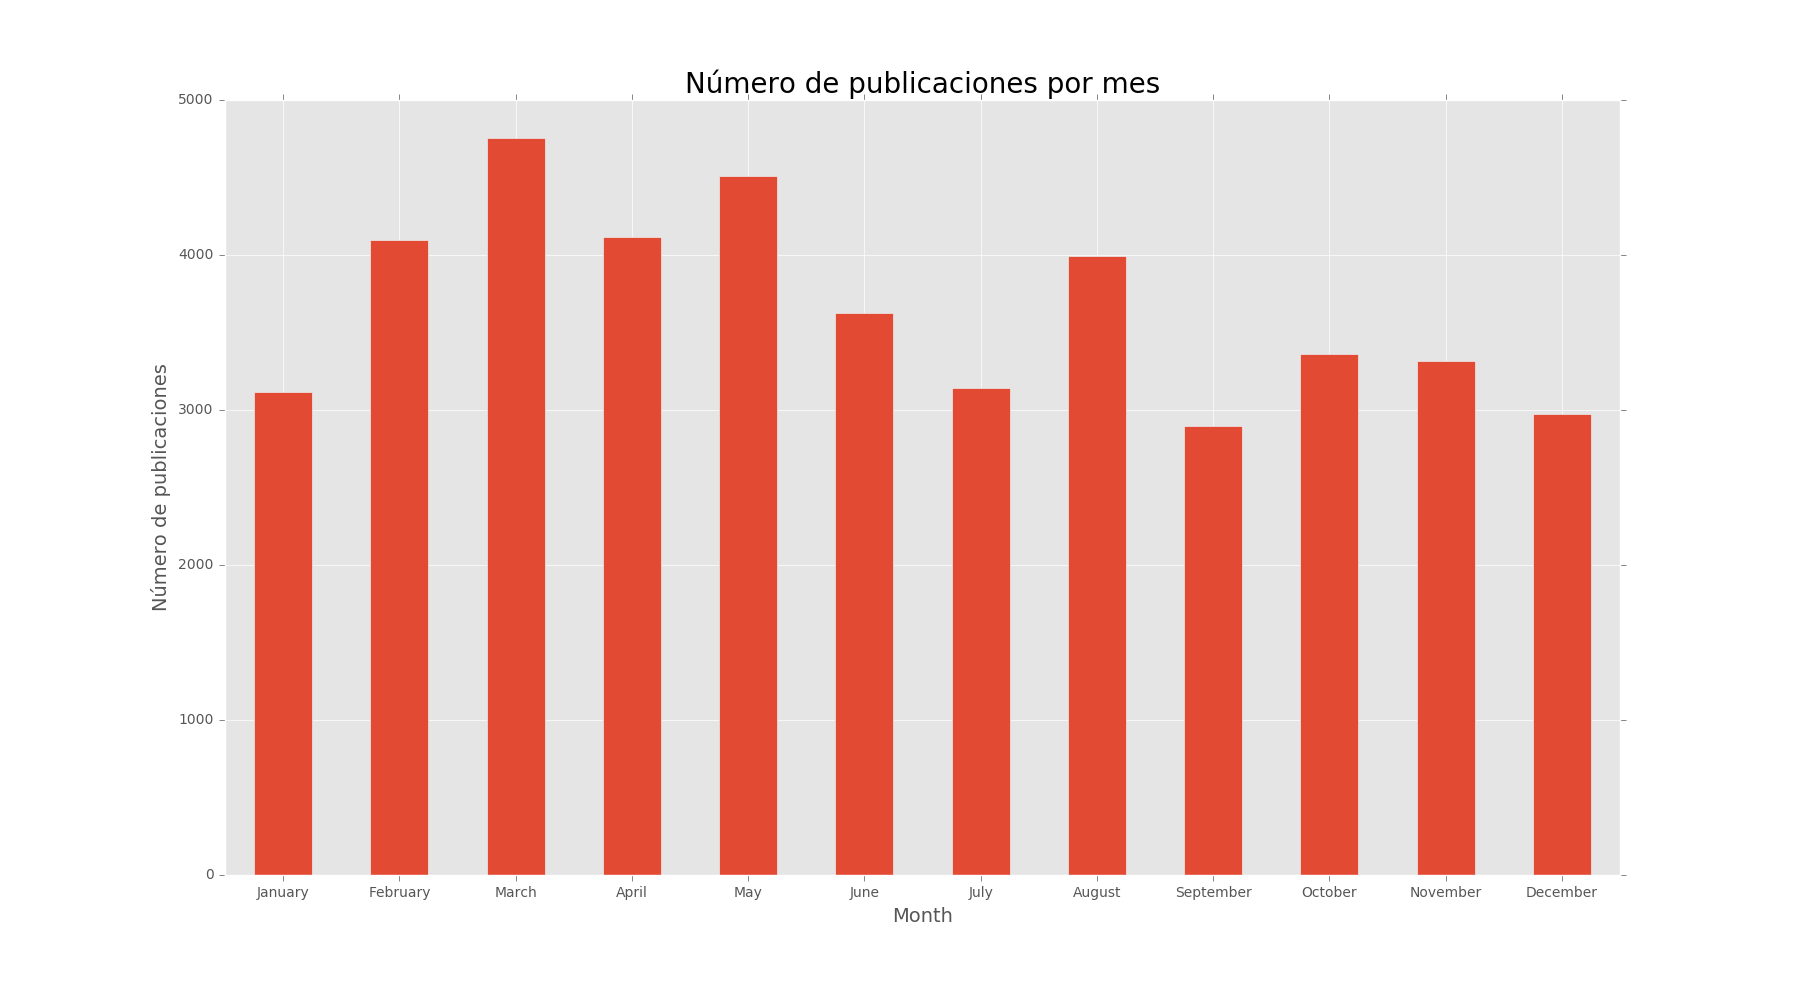 Número de publicaciones por mes
5000
4000
3000
2000
1000
0
Número de publicaciones
January February March April May June July August September October November December
Month